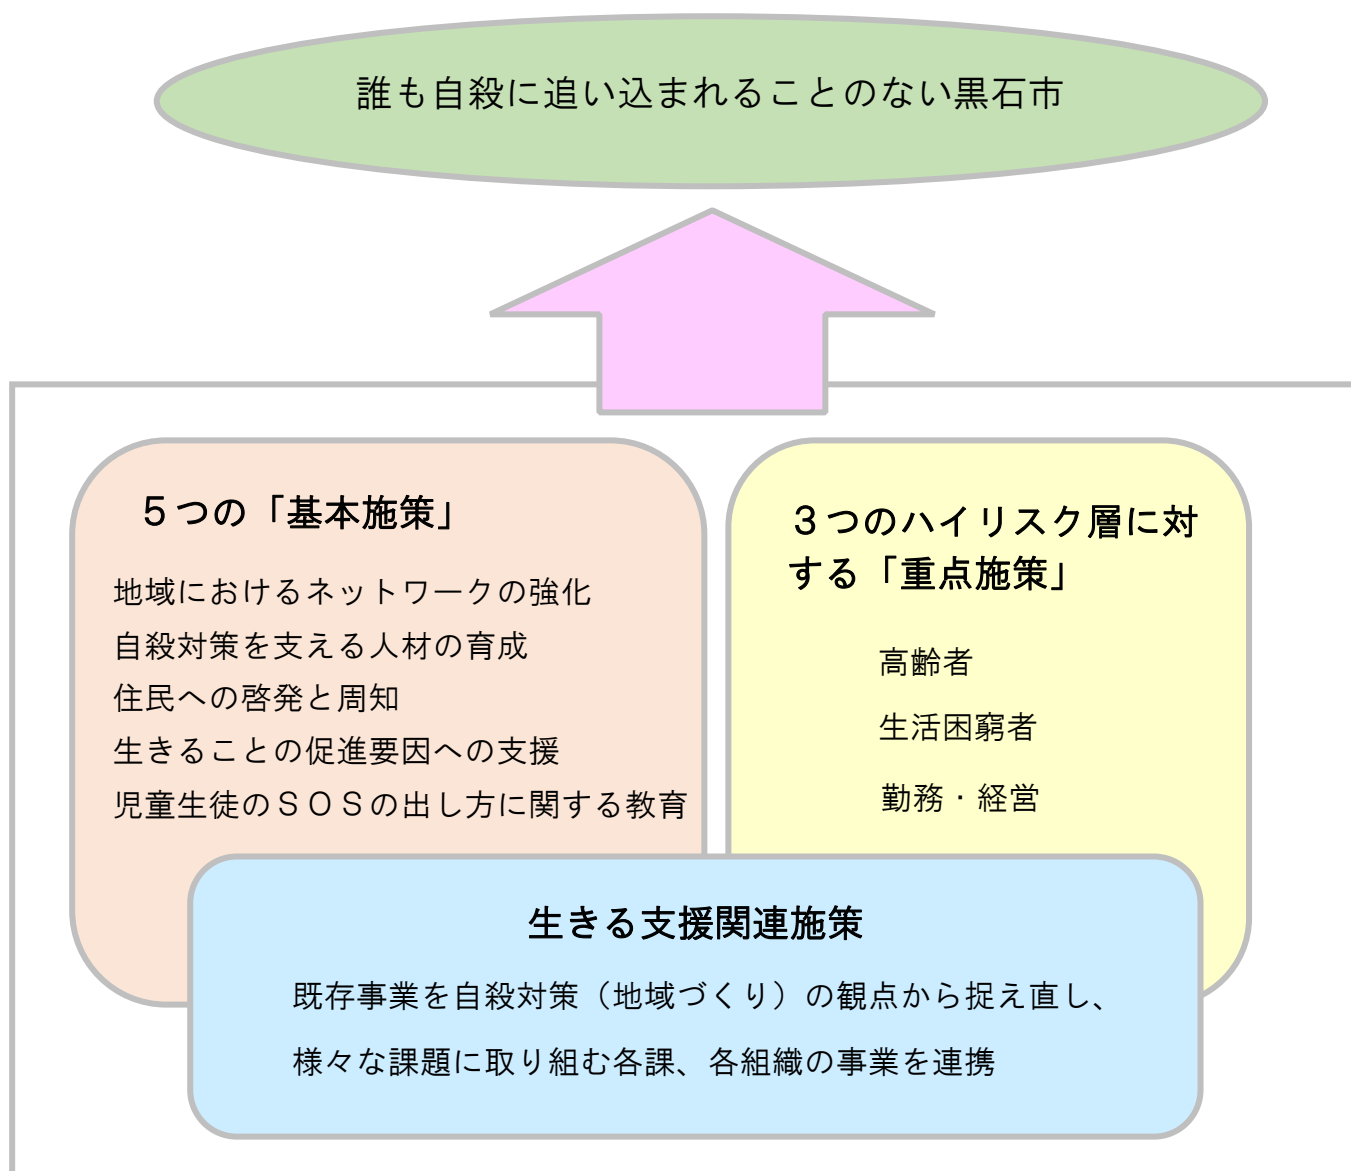 誰も自殺に追い込まれることのない黒石市
５つの「基本施策」
地域におけるネットワークの強化
自殺対策を支える人材の育成
住民への啓発と周知
生きることの促進要因への支援
児童生徒のＳＯＳの出し方に関する教育
３つのハイリスク層に対
する「重点施策」
高齢者
生活困窮者
勤務・経営
生きる支援関連施策
既存事業を自殺対策（地域づくり）の観点から捉え直し、
様々な課題に取り組む各課、各組織の事業を連携